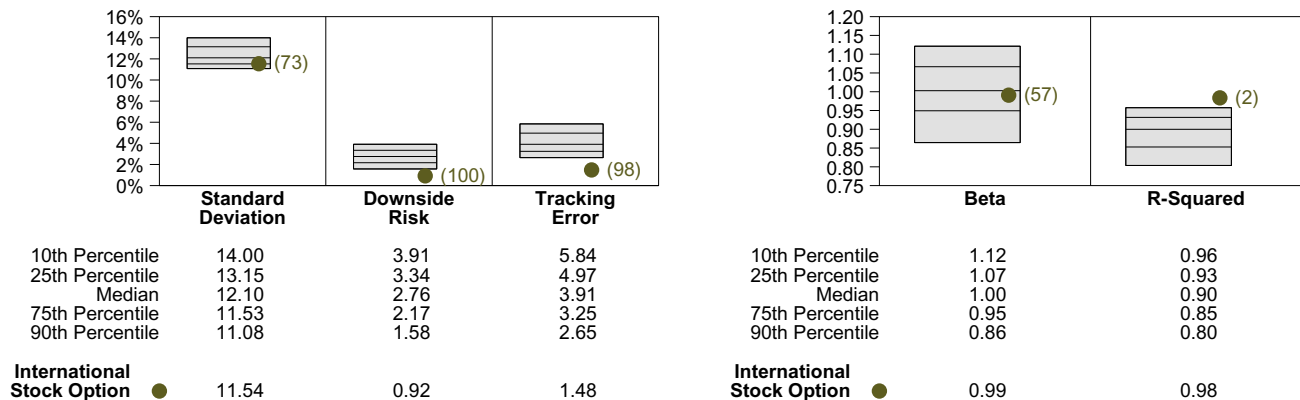 16%
14%
12%
10%
8%
6%
4%
2%
0%
(73)
(100)
(98)
Standard Downside Tracking
Deviation Risk Error
10th Percentile 14.00 3.91 5.84
25th Percentile 13.15 3.34 4.97
Median 12.10 2.76 3.91
75th Percentile 11.53 2.17 3.25
90th Percentile 11.08 1.58 2.65
International
Stock Option 11.54 0.92 1.48
1.20
1.15
1.10
1.05
1.00
0.95
0.90
0.85
0.80
0.75
(57)
(2)
Beta R-Squared
10th Percentile 1.12 0.96
25th Percentile 1.07 0.93
Median 1.00 0.90
75th Percentile 0.95 0.85
90th Percentile 0.86 0.80
International
Stock Option 0.99 0.98